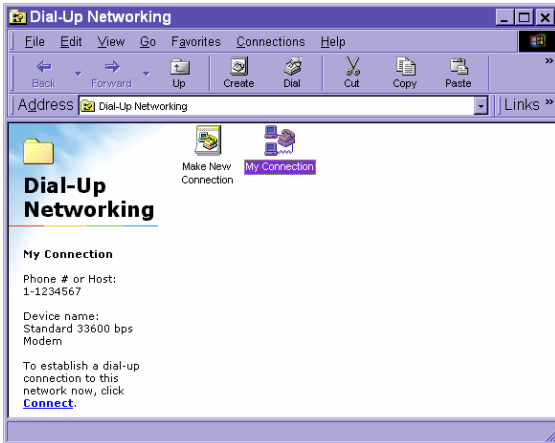 Dial-Up Networking
File Edit View Go Favorites Connections Help
Back Forward Up Create Dial Cut Copy Paste »
Address Dial-Up Networking Links »
Make New
Connection
My Connection
Dial-Up
Networking
My Connection
Phone # or Host:
1-1234567
Device name:
Standard 33600 bps
Modem
To establish a dial-up
connection to this
network now, click
Connect.